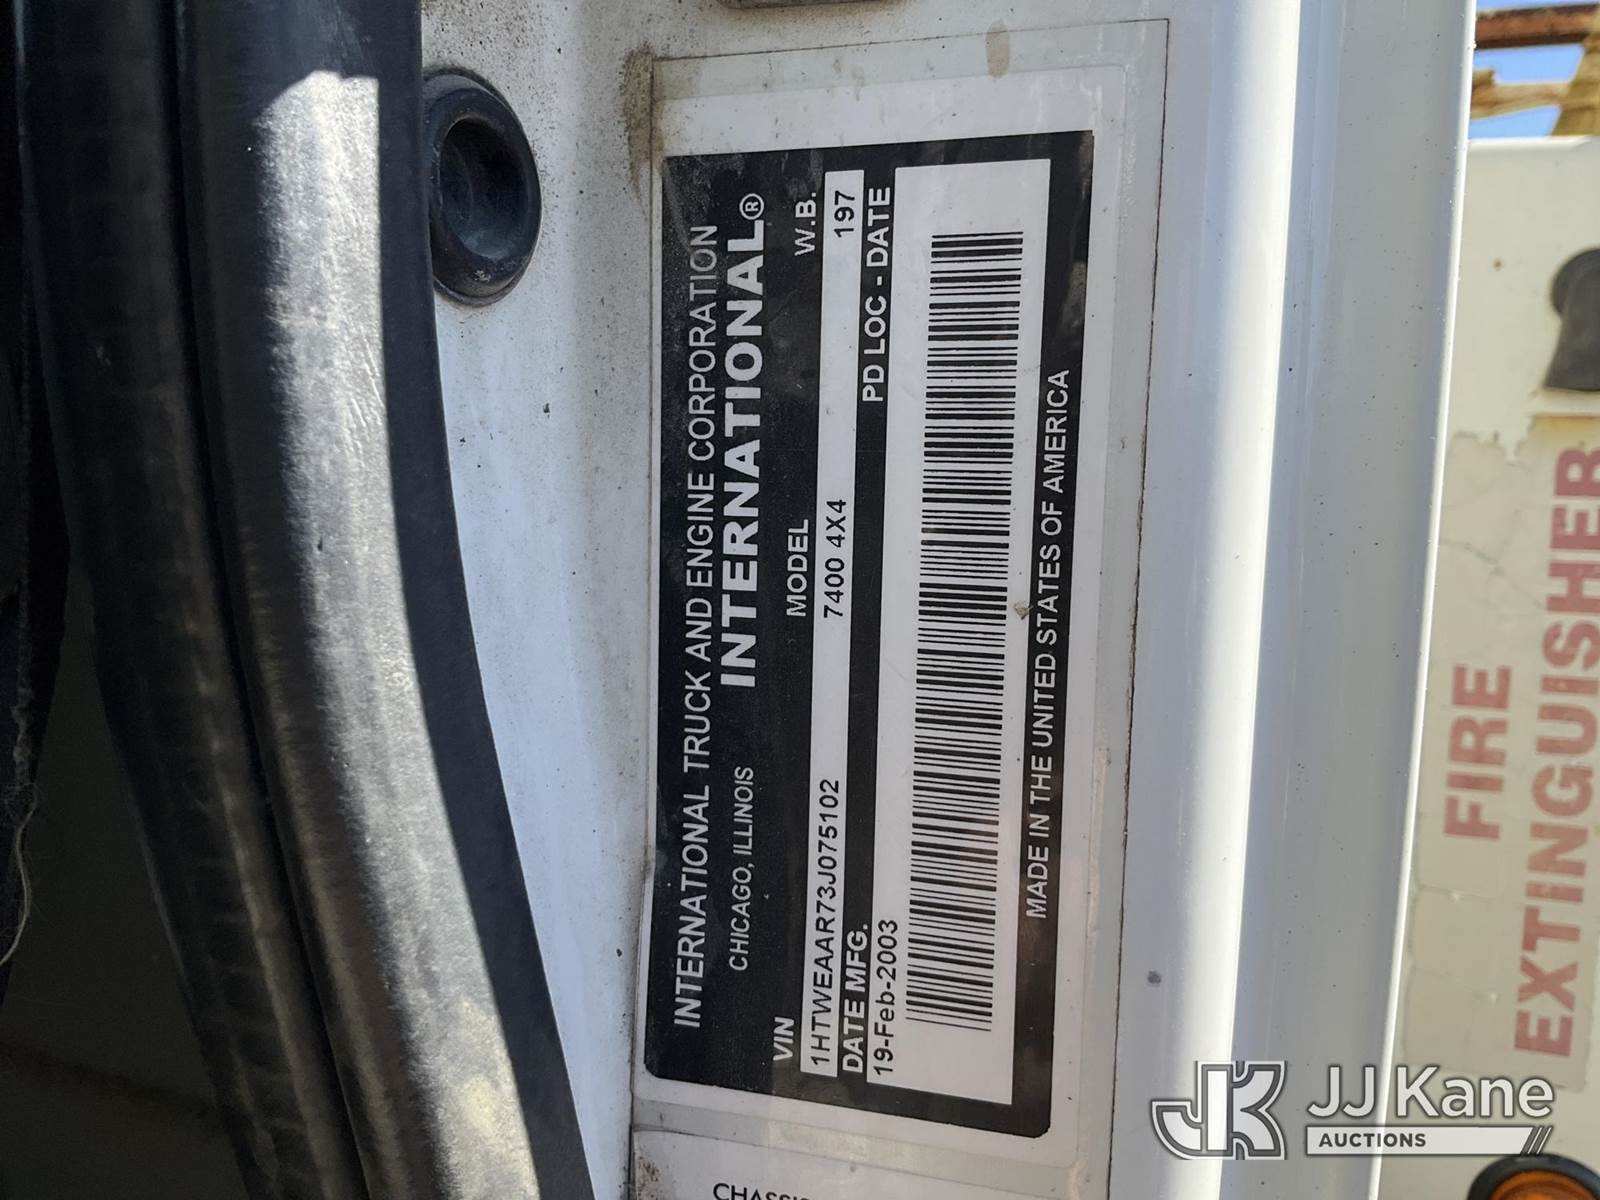 INTERNATIONAL TRUCK AND ENGINE CORPORATION
CHICAGO, ILLINOIS INTERNATIONAL®
VIN MODEL W.B.
1HTWEAAR73J075102 7400 4X4 197
DATE MFG. PD LOC - DATE
19-Feb-2003
MADE IN THE UNITED STATES OF AMERICA
FIRE
EXTINGUISHER
JJ Kane
AUCTIONS